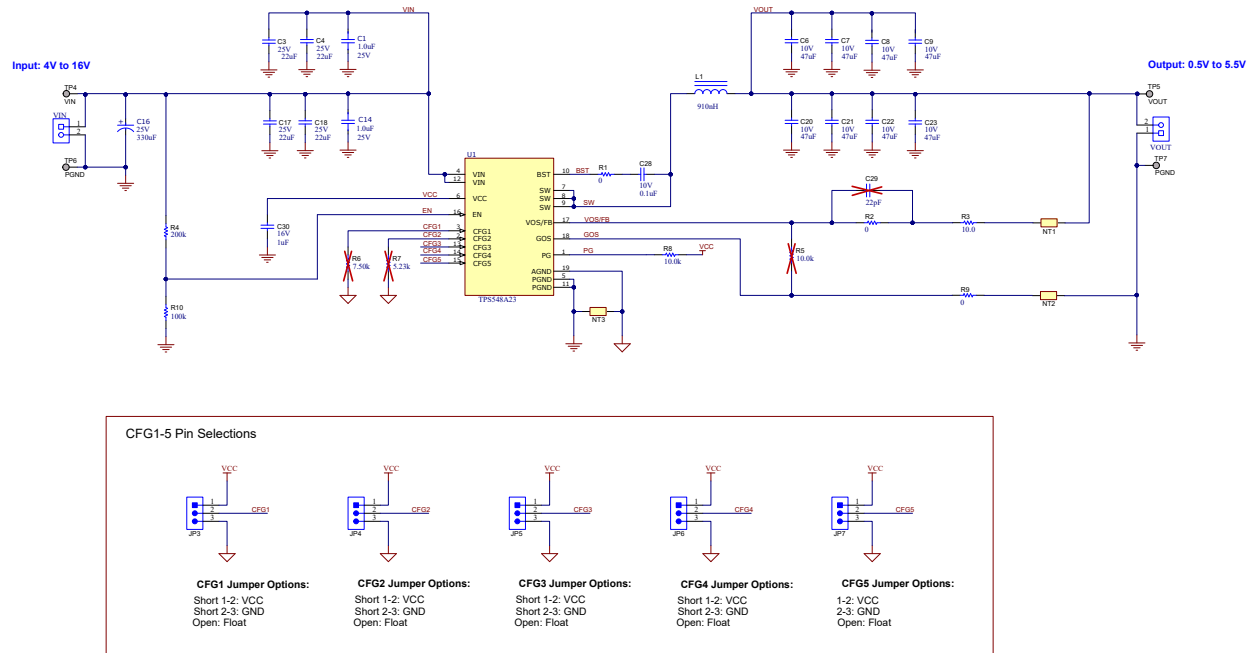 VIN
VOUT
C3
25V
22uF
C4
25V
22uF
C1
1.0uF
25V
C6
10V
47uF
C7
10V
47uF
C8
10V
47uF
C9
10V
47uF
Input: 4V to 16V
Output: 0.5V to 5.5V
TP4
VIN
L1
910nH
TP5
VOUT
VIN
1
2
C16
25V
330uF
C17
25V
22uF
C18
25V
22uF
C14
1.0uF
25V
C20
10V
47uF
C21
10V
47uF
C22
10V
47uF
C23
10V
47uF
2
1
VOUT
TP6
PGND
TP7
PGND
U1
4 VIN
12 VIN
VCC 6 VCC
EN 16 EN
CFG1 3 CFG1
CFG2 2 CFG2
CFG3 13 CFG3
CFG4 14 CFG4
CFG5 15 CFG5
BST 10 BST
SW 7
SW 8
SW 9 SW
VOS/FB 17 VOS/FB
GOS 18 GOS
PG 1 PG
AGND 19
PGND 5
PGND 11
TPS548A23
R1
0
C28
10V
0.1uF
C29
22pF
R2
0
R3
10.0
NT1
C30
16V
1uF
R4
200k
R6
7.50k
R7
5.23k
R8
10.0k
VCC
R5
10.0k
R9
0
NT2
R10
100k
NT3
CFG1-5 Pin Selections
VCC
1
2
3
CFG1
JP3
VCC
1
2
3
CFG2
JP4
VCC
1
2
3
CFG3
JP5
VCC
1
2
3
CFG4
JP6
VCC
1
2
3
CFG5
JP7
CFG1 Jumper Options:
Short 1-2: VCC
Short 2-3: GND
Open: Float
CFG2 Jumper Options:
Short 1-2: VCC
Short 2-3: GND
Open: Float
CFG3 Jumper Options:
Short 1-2: VCC
Short 2-3: GND
Open: Float
CFG4 Jumper Options:
Short 1-2: VCC
Short 2-3: GND
Open: Float
CFG5 Jumper Options:
1-2: VCC
2-3: GND
Open: Float